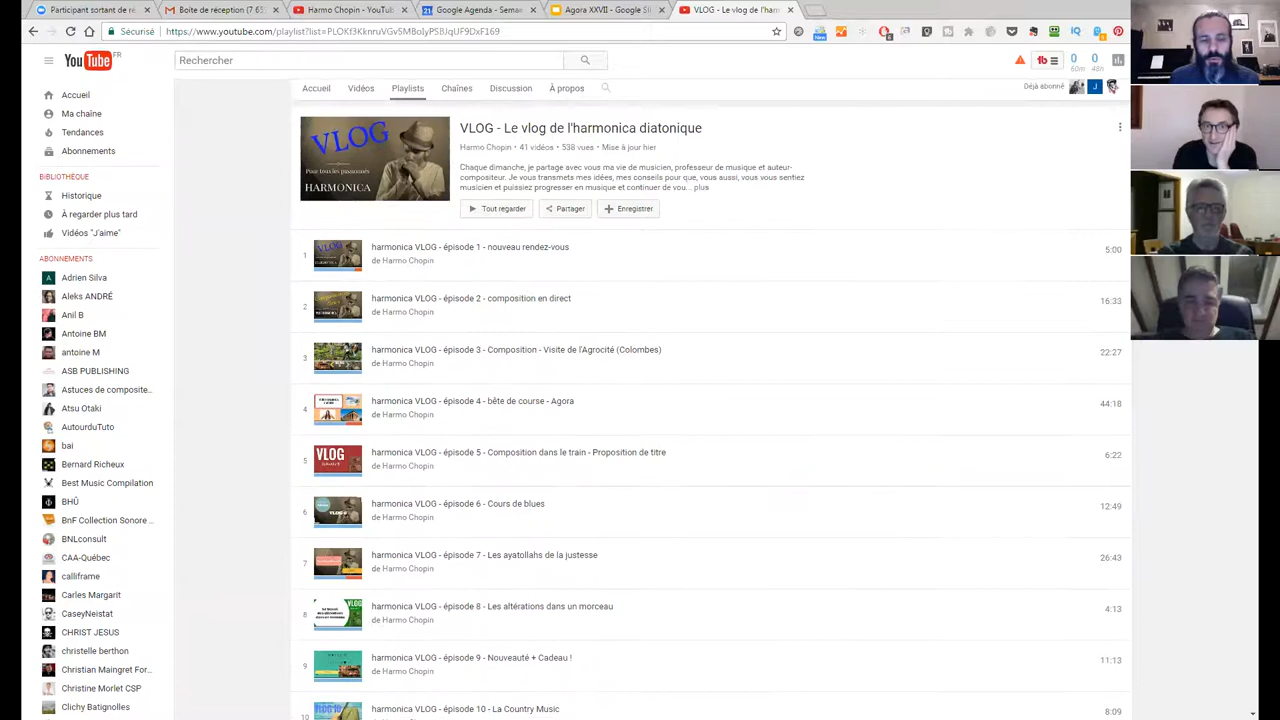 Participant sortant de ré
Boîte de réception (7 65
Harmo Chopin - YouTub
Google Agenda - Semai
Agora XXVII - Google Sli
VLOG - Le vlog de l'harm
Sécurisé
https://www.youtube.com/playlist?list=PLOKf3KknruVGv5MBo1yPSBJqUF9DxF169
YouTube FR
Rechercher
0 60m
0 48h
Accueil
Vidéos
Playlists
Chaînes
Discussion
À propos
Déjà abonné
Accueil
Ma chaîne
Tendances
Abonnements
BIBLIOTHÈQUE
Historique
À regarder plus tard
Vidéos "J'aime"
ABONNEMENTS
Adrien Silva
Aleks ANDRÉ
Anil B
Antoine BM
antoine M
ASB PUBLISHING
Astuces de composite...
Atsu Otaki
AutourduTuto
bai
Bernard Richeux
Best Music Compilation
BHÛ
BnF Collection Sonore ...
BNLconsult
CAA-Québec
calliframe
Carles Margarit
CaseyNeistat
CHRIST JESUS
christelle berthon
Christian Maingret For...
Christine Morlet CSP
Clichy Batignolles
VLOG
Pour tous les passionnés
HARMONICA
VLOG - Le vlog de l'harmonica diatonique
Harmo Chopin • 41 vidéos • 538 vues • Mise à jour hier
Chaque dimanche, je partage avec vous ma vie de musicien, professeur de musique et auteur-
compositeur. Je vous transmets mes idées, mes conseils pour que, vous aussi, vous vous sentiez
musicien et puissiez progresser en musique et continuer de vou... plus
Tout regarder
Partager
Enregistrer
1 harmonica VLOG - épisode 1 - nouveau rendez-vous 5:00
de Harmo Chopin
2 harmonica VLOG - épisode 2 - composition en direct 16:33
de Harmo Chopin
3 harmonica VLOG - épisode 3 - Composition - Visite de l'Agrocité (Colombes) 22:27
de Harmo Chopin
4 harmonica VLOG - épisode 4 - bête de course - Agora 44:18
de Harmo Chopin
5 harmonica VLOG - épisode 5 - Composition dans le train - Proposition de titre 6:22
de Harmo Chopin
6 harmonica VLOG - épisode 6 - Cours de blues 12:49
de Harmo Chopin
7 harmonica VLOG - épisode 7 - Les ayatollahs de la justesse 26:43
de Harmo Chopin
8 harmonica VLOG - épisode 8 - Les altérations dans un morceau 4:13
de Harmo Chopin
9 harmonica VLOG - épisode 9 - Nouveauté + Cadeau ! 11:13
de Harmo Chopin
10 harmonica VLOG - épisode 10 - La Country Music 8:09